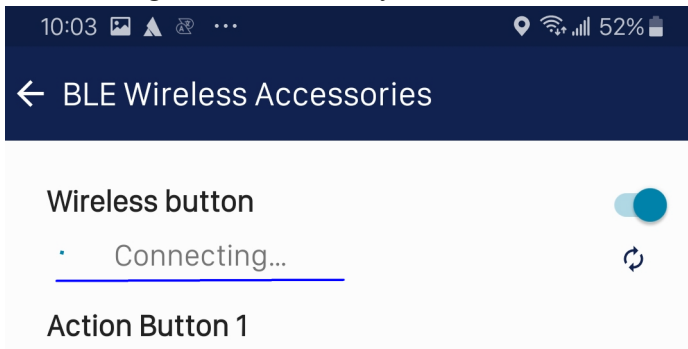 10:03 52%
BLE Wireless Accessories
Wireless button
Connecting...
Action Button 1